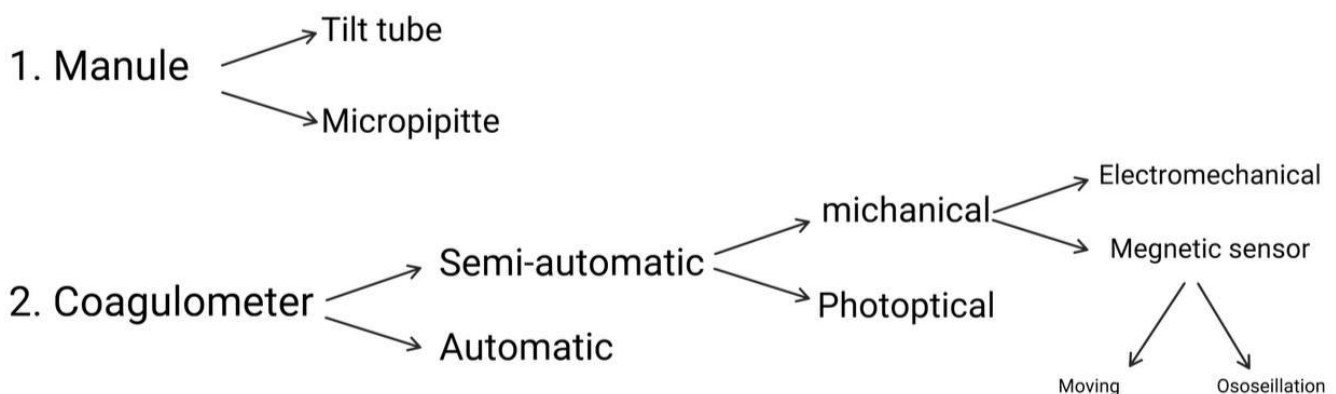 Tilt tube
1. Manule
Micropipitte
Electromechanical
michanical
Megnetic sensor
Semi-automatic
2. Coagulometer
Photoptical
Automatic
Moving
Ososeillation